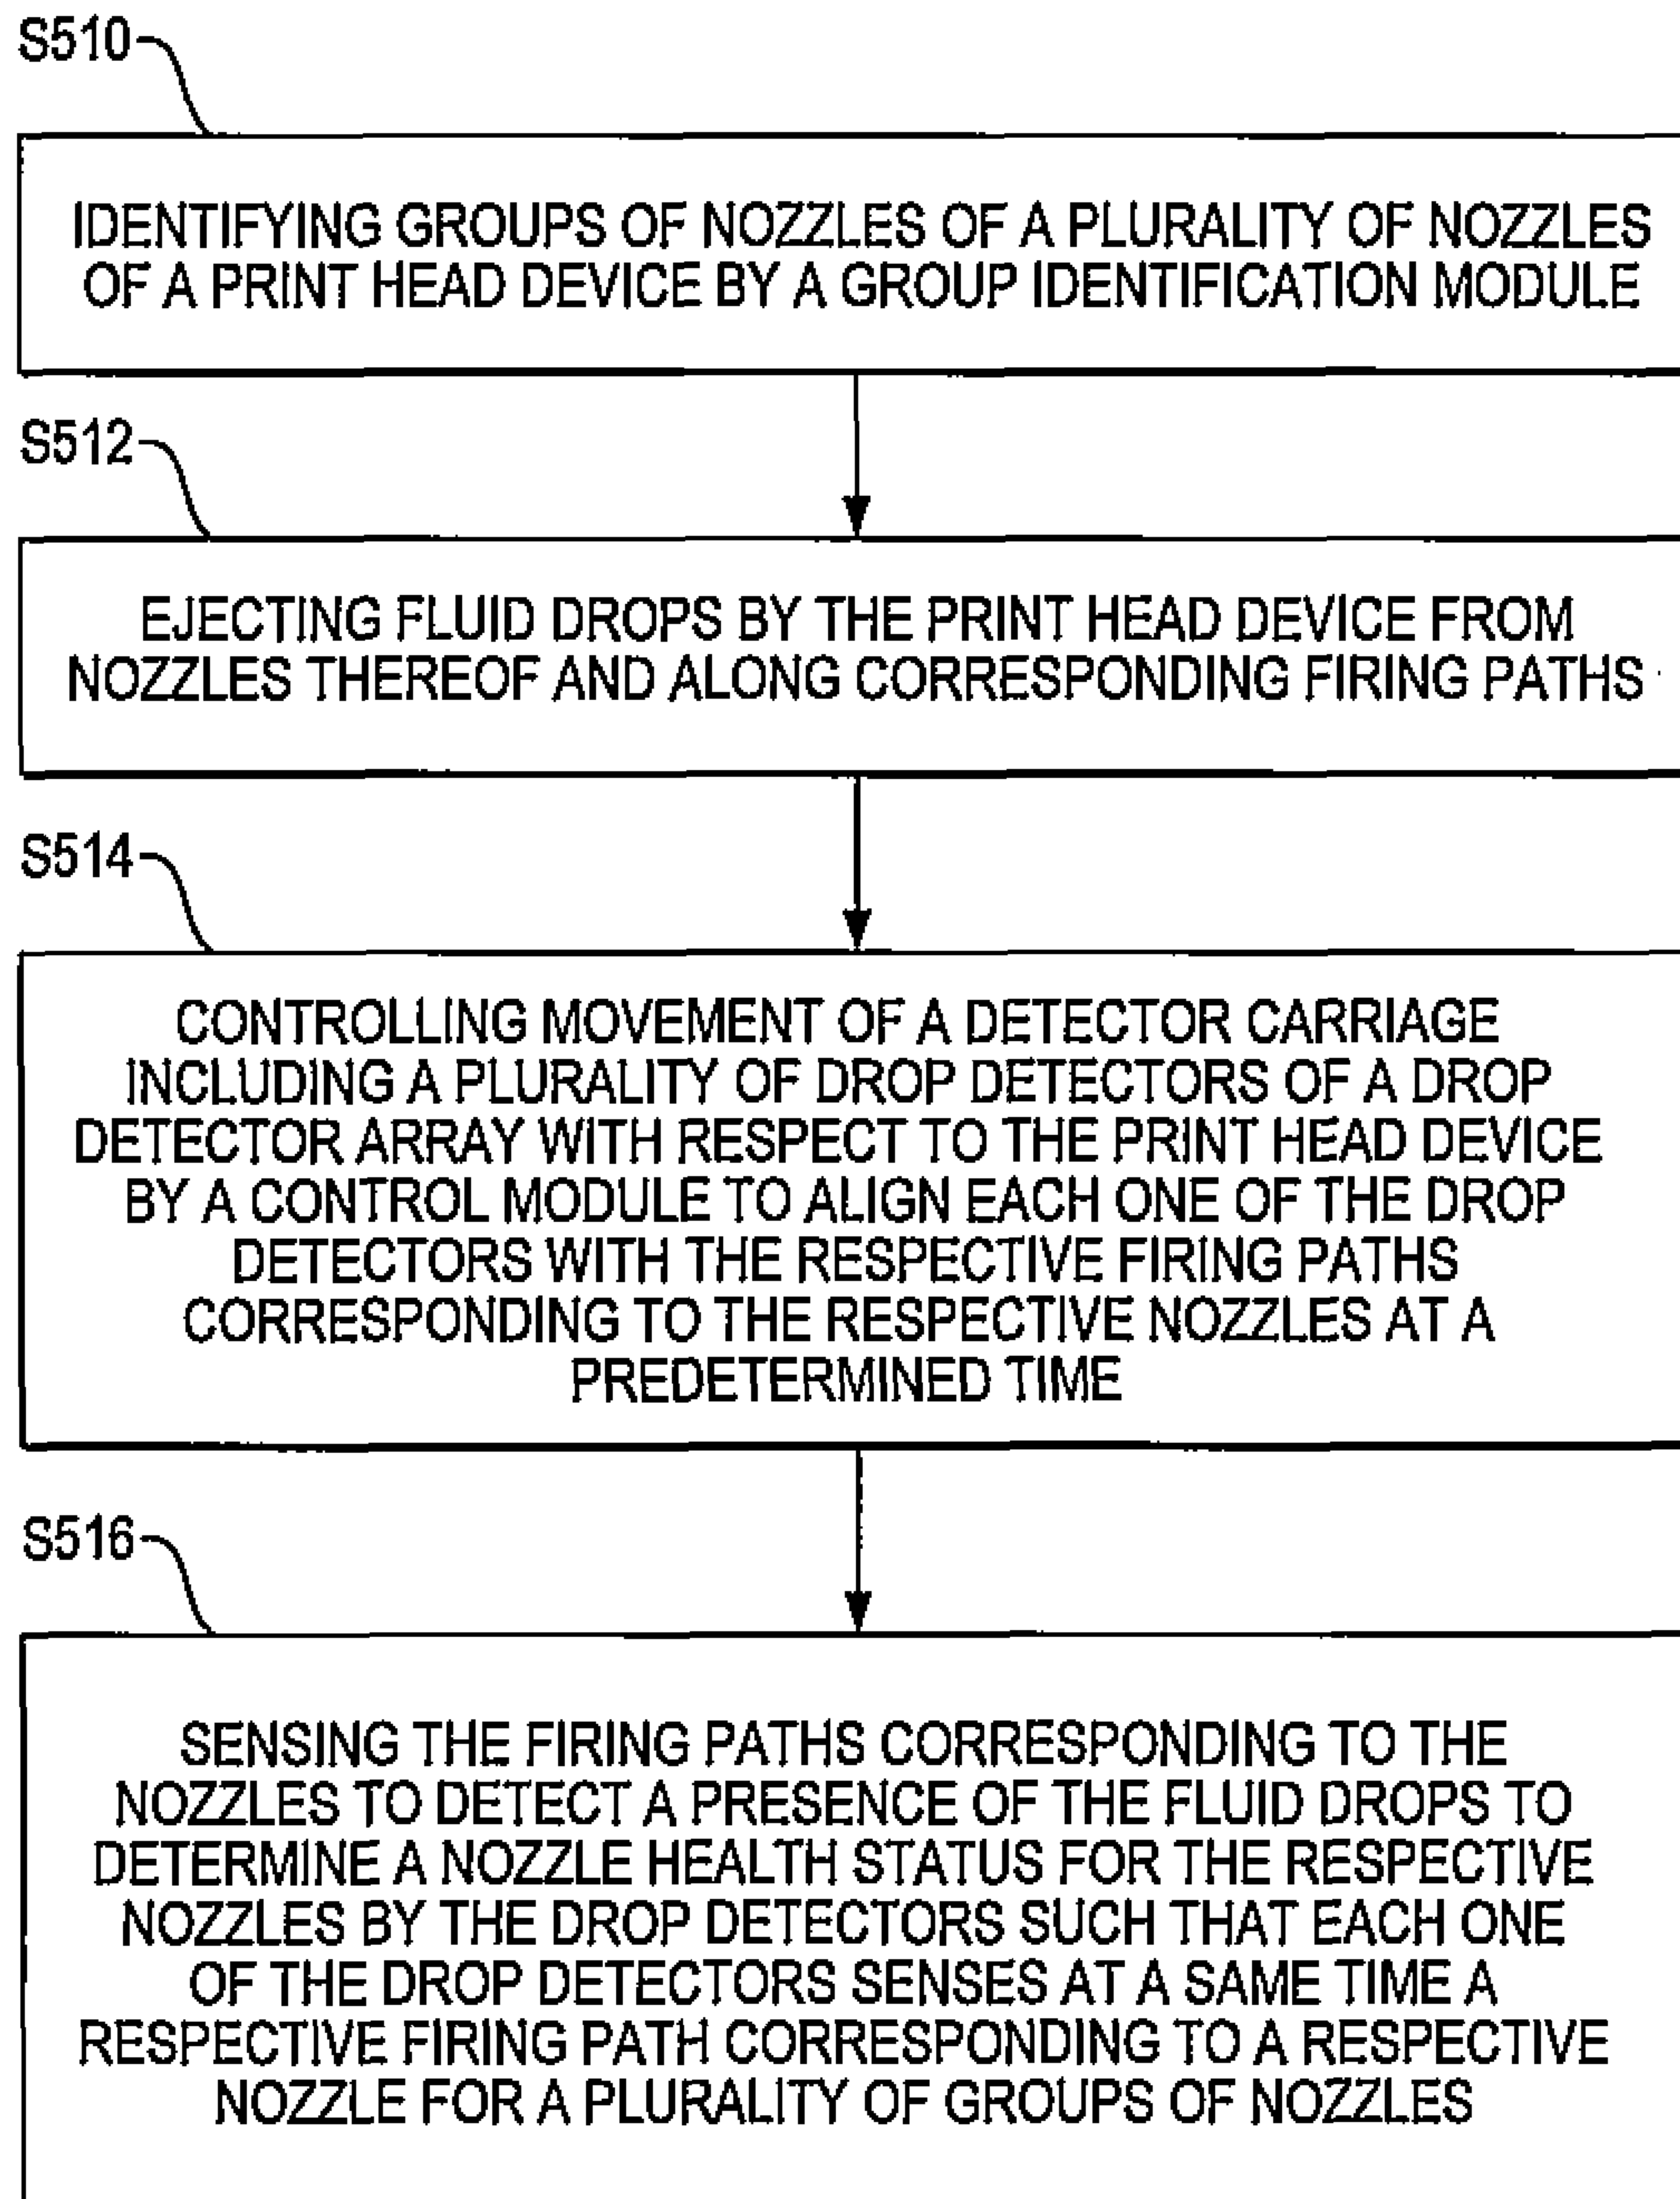 S510
IDENTIFYING GROUPS OF NOZZLES OF A PLURALITY OF NOZZLES
OF A PRINT HEAD DEVICE BY A GROUP IDENTIFICATION MODULE
S512
EJECTING FLUID DROPS BY THE PRINT HEAD DEVICE FROM
NOZZLES THEREOF AND ALONG CORRESPONDING FIRING PATHS
S514
CONTROLLING MOVEMENT OF A DETECTOR CARRIAGE
INCLUDING A PLURALITY OF DROP DETECTORS OF A DROP
DETECTOR ARRAY WITH RESPECT TO THE PRINT HEAD DEVICE
BY A CONTROL MODULE TO ALIGN EACH ONE OF THE DROP
DETECTORS WITH THE RESPECTIVE FIRING PATHS
CORRESPONDING TO THE RESPECTIVE NOZZLES AT A
PREDETERMINED TIME
S516
SENSING THE FIRING PATHS CORRESPONDING TO THE
NOZZLES TO DETECT A PRESENCE OF THE FLUID DROPS TO
DETERMINE A NOZZLE HEALTH STATUS FOR THE RESPECTIVE
NOZZLES BY THE DROP DETECTORS SUCH THAT EACH ONE
OF THE DROP DETECTORS SENSES AT A SAME TIME A
RESPECTIVE FIRING PATH CORRESPONDING TO A RESPECTIVE
NOZZLE FOR A PLURALITY OF GROUPS OF NOZZLES